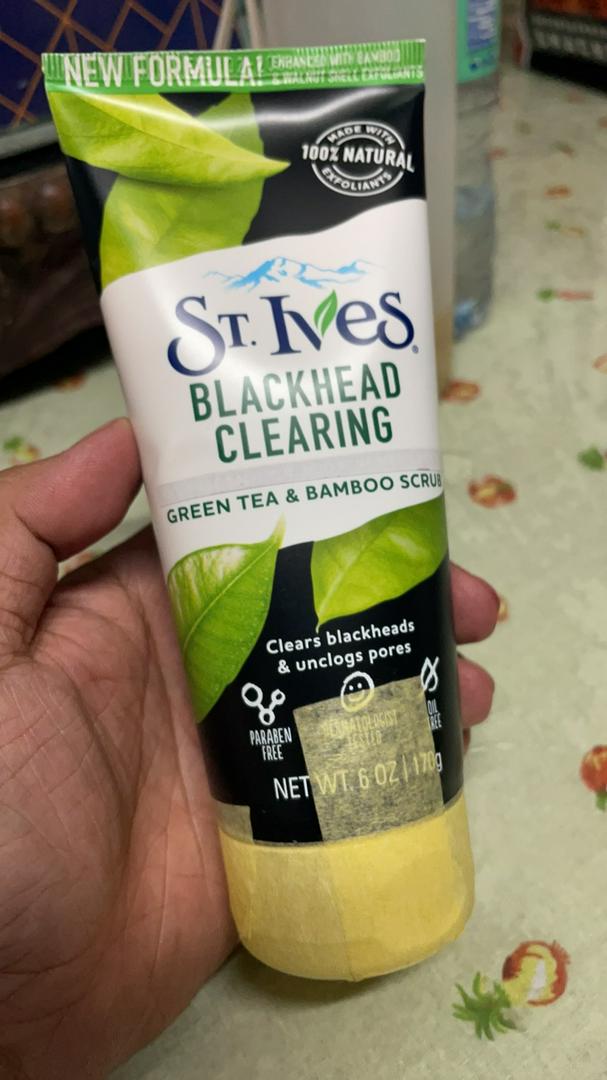 NEW FORMULA!
ENHANCED WITH BAMBOO
& WALNUT SHELL EXFOLIANTS
MADE WITH
100% NATURAL
EXFOLIANTS
ST. IVES®
BLACKHEAD
CLEARING
GREEN TEA & BAMBOO SCRUB
Clears blackheads
& unclogs pores
PARABEN
FREE
DERMATOLOGIST
TESTED
OIL
FREE
NET WT. 6 OZ | 170g